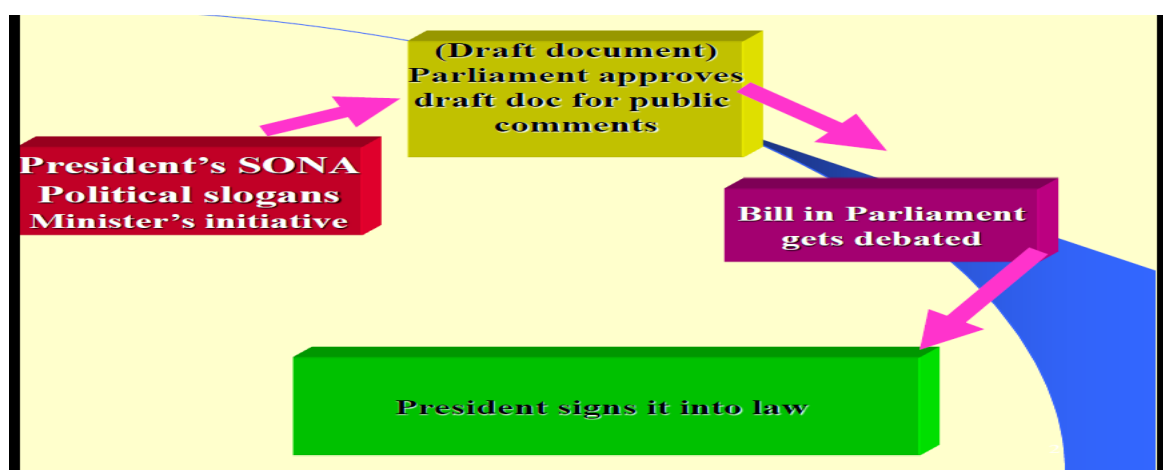 President’s SONA
Political slogans
Minister’s initiative
(Draft document)
Parliament approves
draft doc for public
comments
Bill in Parliament
gets debated
President signs it into law